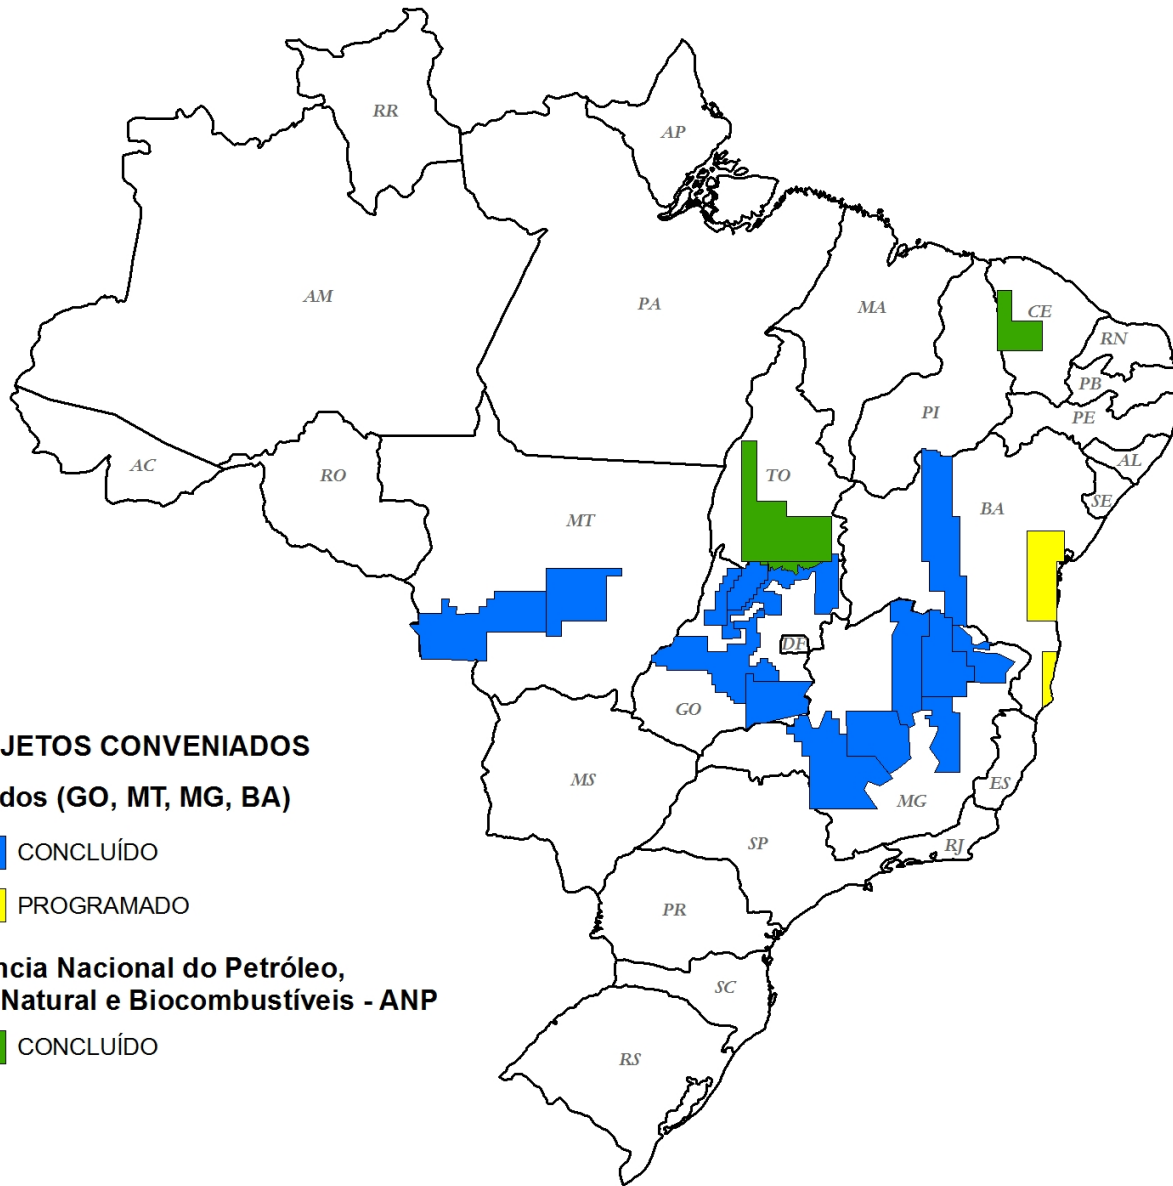 RR
AP
AM
PA
MA
CE
RN
PB
PE
PI
AL
SE
AC
RO
TO
BA
MT
DF
GO
MS
MG
ES
SP
RJ
PR
SC
RS
JETOS CONVENIADOS
dos (GO, MT, MG, BA)
CONCLUÍDO
PROGRAMADO
ncia Nacional do Petróleo,
Natural e Biocombustíveis - ANP
CONCLUÍDO